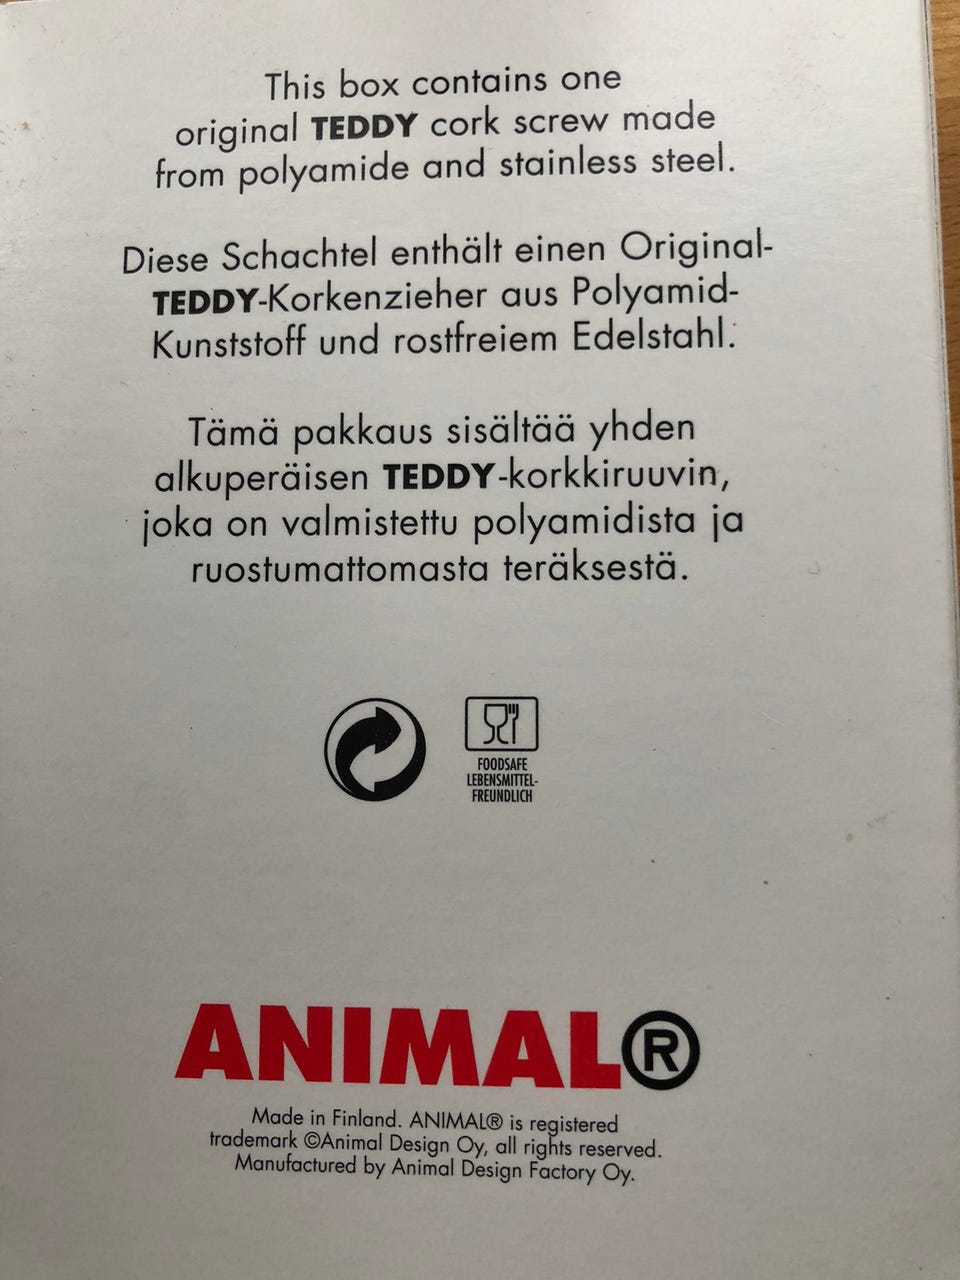 This box contains one
original TEDDY cork screw made
from polyamide and stainless steel.
Diese Schachtel enthält einen Original-
TEDDY-Korkenzieher aus Polyamid-
Kunststoff und rostfreiem Edelstahl.
Tämä pakkaus sisältää yhden
alkuperäisen TEDDY-korkkiruuvin,
joka on valmistettu polyamidista ja
ruostumattomasta teräksestä.
FOODSAFE
LEBENSMITTEL-
FREUNDLICH
ANIMAL®
Made in Finland. ANIMAL® is registered
trademark ©Animal Design Oy, all rights reserved.
Manufactured by Animal Design Factory Oy.